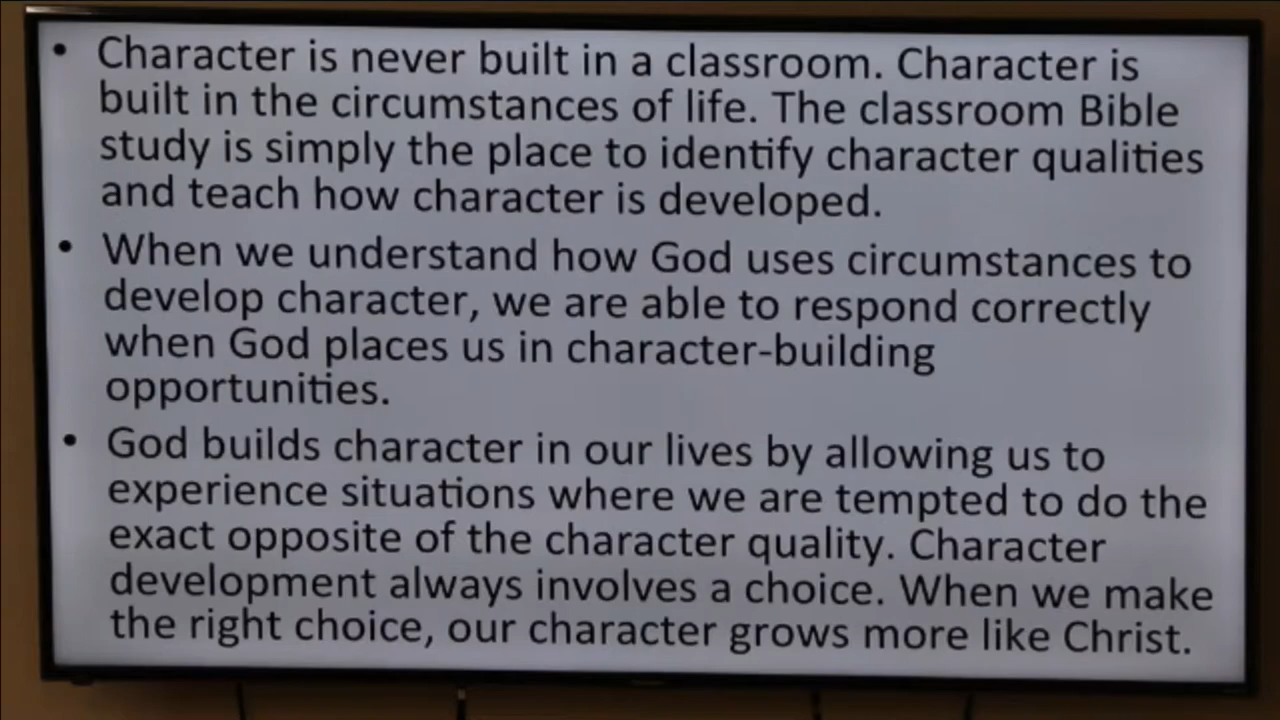 • Character is never built in a classroom. Character is
built in the circumstances of life. The classroom Bible
study is simply the place to identify character qualities
and teach how character is developed.
• When we understand how God uses circumstances to
develop character, we are able to respond correctly
when God places us in character-building
opportunities.
• God builds character in our lives by allowing us to
experience situations where we are tempted to do the
exact opposite of the character quality. Character
development always involves a choice. When we make
the right choice, our character grows more like Christ.